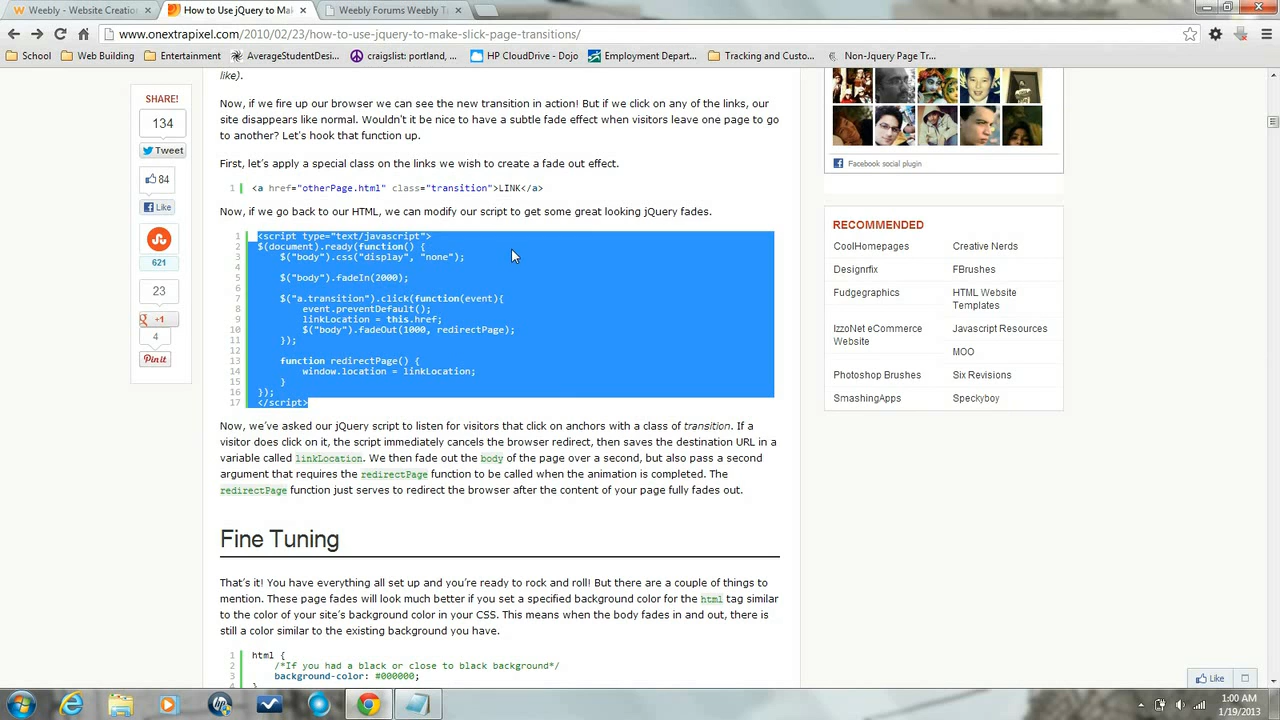 Weebly - Website Creation
How to Use jQuery to Mak
Weebly Forums Weebly Ta
www.onextrapixel.com/2010/02/23/how-to-use-jquery-to-make-slick-page-transitions/
School
Web Building
Entertainment
AverageStudentDesi...
craigslist: portland, ...
HP CloudDrive - Dojo
Employment Depart...
Tracking and Custo...
Non-Jquery Page Tr...
SHARE!
134
Tweet
84
Like
621
23
+1
4
Pin it
like).
Now, if we fire up our browser we can see the new transition in action! But if we click on any of the links, our
site disappears like normal. Wouldn't it be nice to have a subtle fade effect when visitors leave one page to go
to another? Let's hook that function up.
First, let's apply a special class on the links we wish to create a fade out effect.
1 <a href="otherPage.html" class="transition">LINK</a>
Now, if we go back to our HTML, we can modify our script to get some great looking jQuery fades.
1 <script type="text/javascript">
2 $(document).ready(function() {
3 $("body").css("display", "none");
4
5 $("body").fadeIn(2000);
6
7 $("a.transition").click(function(event){
8 event.preventDefault();
9 linkLocation = this.href;
10 $("body").fadeOut(1000, redirectPage);
11 });
12
13 function redirectPage() {
14 window.location = linkLocation;
15 }
16 });
17 </script>
Now, we've asked our jQuery script to listen for visitors that click on anchors with a class of transition. If a
visitor does click on it, the script immediately cancels the browser redirect, then saves the destination URL in a
variable called linkLocation. We then fade out the body of the page over a second, but also pass a second
argument that requires the redirectPage function to be called when the animation is completed. The
redirectPage function just serves to redirect the browser after the content of your page fully fades out.
Fine Tuning
That's it! You have everything all set up and you're ready to rock and roll! But there are a couple of things to
mention. These page fades will look much better if you set a specified background color for the html tag similar
to the color of your site's background color in your CSS. This means when the body fades in and out, there is
still a color similar to the existing background you have.
1 html {
2 /*If you had a black or close to black background*/
3 background-color: #000000;
4 }
Facebook social plugin
RECOMMENDED
CoolHomepages
Creative Nerds
Designrfix
FBrushes
Fudgegraphics
HTML Website
Templates
IzzoNet eCommerce
Website
Javascript Resources
MOO
Photoshop Brushes
Six Revisions
SmashingApps
Speckyboy
Like
1:00 AM
1/19/2013